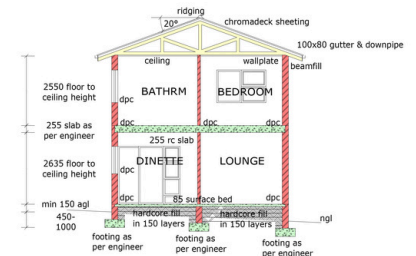 ridging
20°
chromadeck sheeting
100x80 gutter & downpipe
ceiling
wallplate
beamfill
2550 floor to
ceiling height
BATHRM
BEDROOM
dpc
dpc
dpc
dpc
dpc
255 slab as
per engineer
255 rc slab
2635 floor to
ceiling height
DINETTE
LOUNGE
dpc
dpc
dpc
min 150 agl
85 surface bed
450-
1000
hardcore fill
in 150 layers
hardcore fill
in 150 layers
ngl
footing as
per engineer
footing as
per engineer
footing as
per engineer